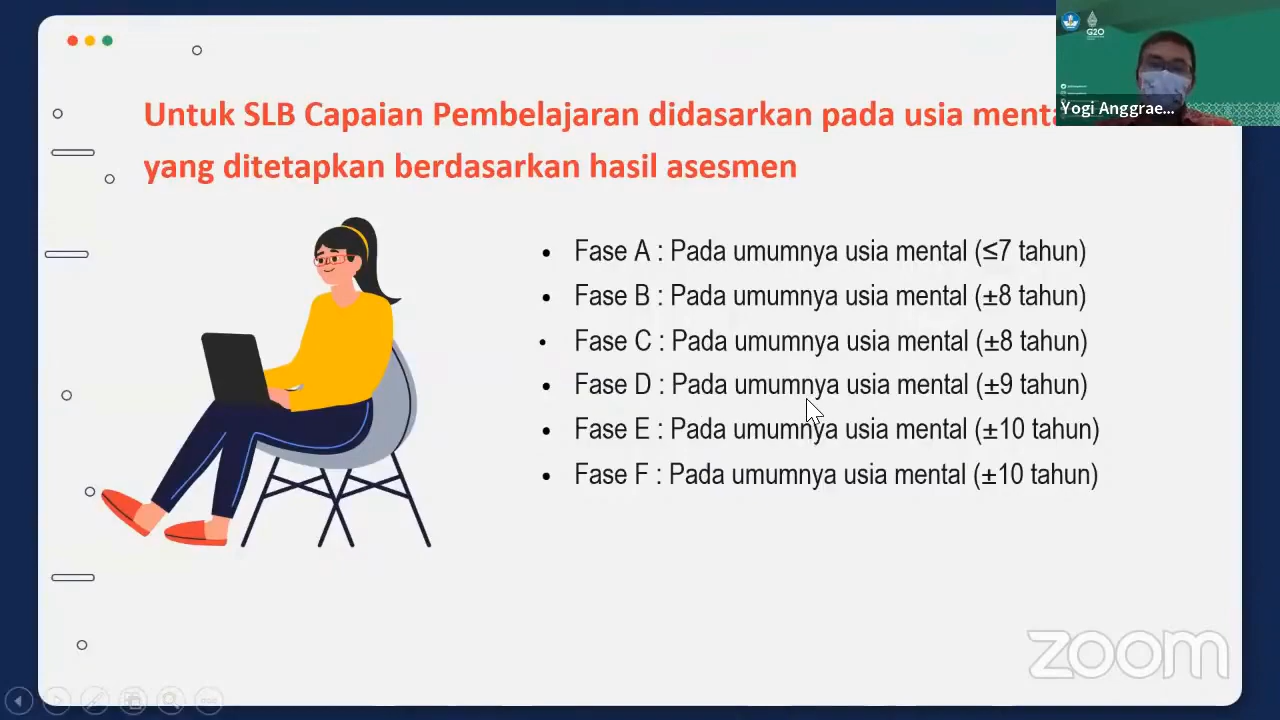 Untuk SLB Capaian Pembelajaran didasarkan pada usia menta
yang ditetapkan berdasarkan hasil asesmen
• Fase A : Pada umumnya usia mental (≤7 tahun)
• Fase B : Pada umumnya usia mental (±8 tahun)
• Fase C : Pada umumnya usia mental (±8 tahun)
• Fase D : Pada umumnya usia mental (±9 tahun)
• Fase E : Pada umumnya usia mental (±10 tahun)
• Fase F : Pada umumnya usia mental (±10 tahun)
G20
Yogi Anggrae...
zoom